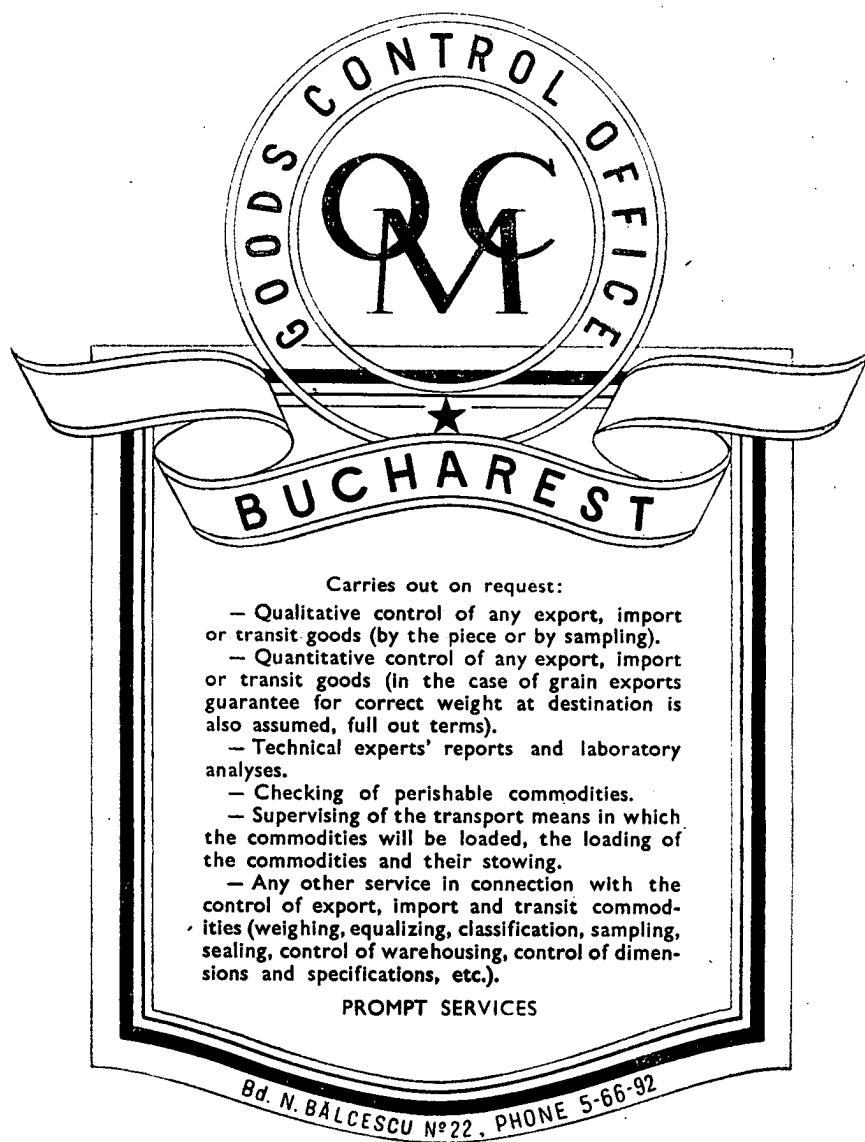 GOODS CONTROL OFFICE
OCM
BUCHAREST
Carries out on request:
— Qualitative control of any export, import
or transit goods (by the piece or by sampling).
— Quantitative control of any export, import
or transit goods (in the case of grain exports
guarantee for correct weight at destination is
also assumed, full out terms).
— Technical experts' reports and laboratory
analyses.
— Checking of perishable commodities.
— Supervising of the transport means in which
the commodities will be loaded, the loading of
the commodities and their stowing.
— Any other service in connection with the
control of export, import and transit commod-
ities (weighing, equalizing, classification, sampling,
sealing, control of warehousing, control of dimen-
sions and specifications, etc.).
PROMPT SERVICES
Bd. N. BĂLCESCU Nº 22, PHONE 5-66-92